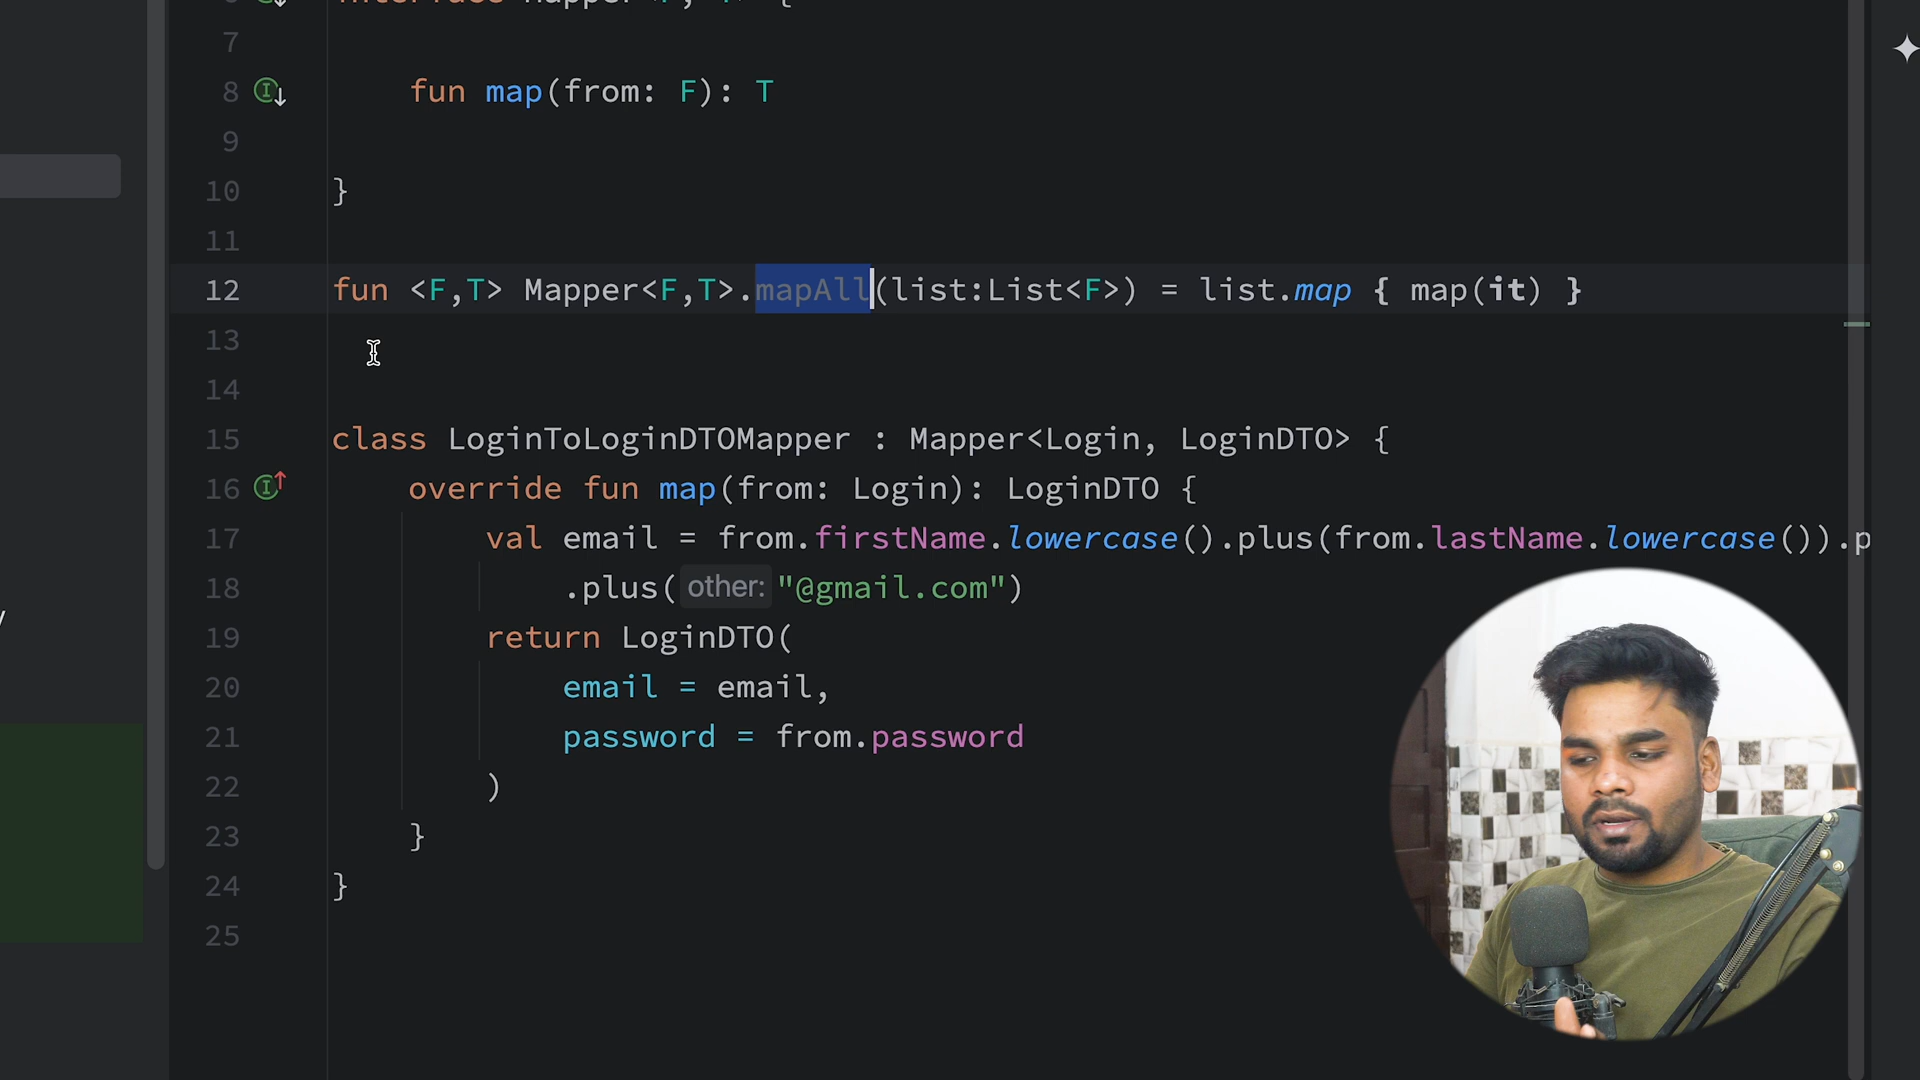 interface Mapper<F, T> {
7
8 fun map(from: F): T
9
10 }
11
12 fun <F,T> Mapper<F,T>.mapAll(list:List<F>) = list.map { map(it) }
13
14
15 class LoginToLoginDTOMapper : Mapper<Login, LoginDTO> {
16 override fun map(from: Login): LoginDTO {
17 val email = from.firstName.lowercase().plus(from.lastName.lowercase()).p
18 .plus( other: "@gmail.com")
19 return LoginDTO(
20 email = email,
21 password = from.password
22 )
23 }
24 }
25